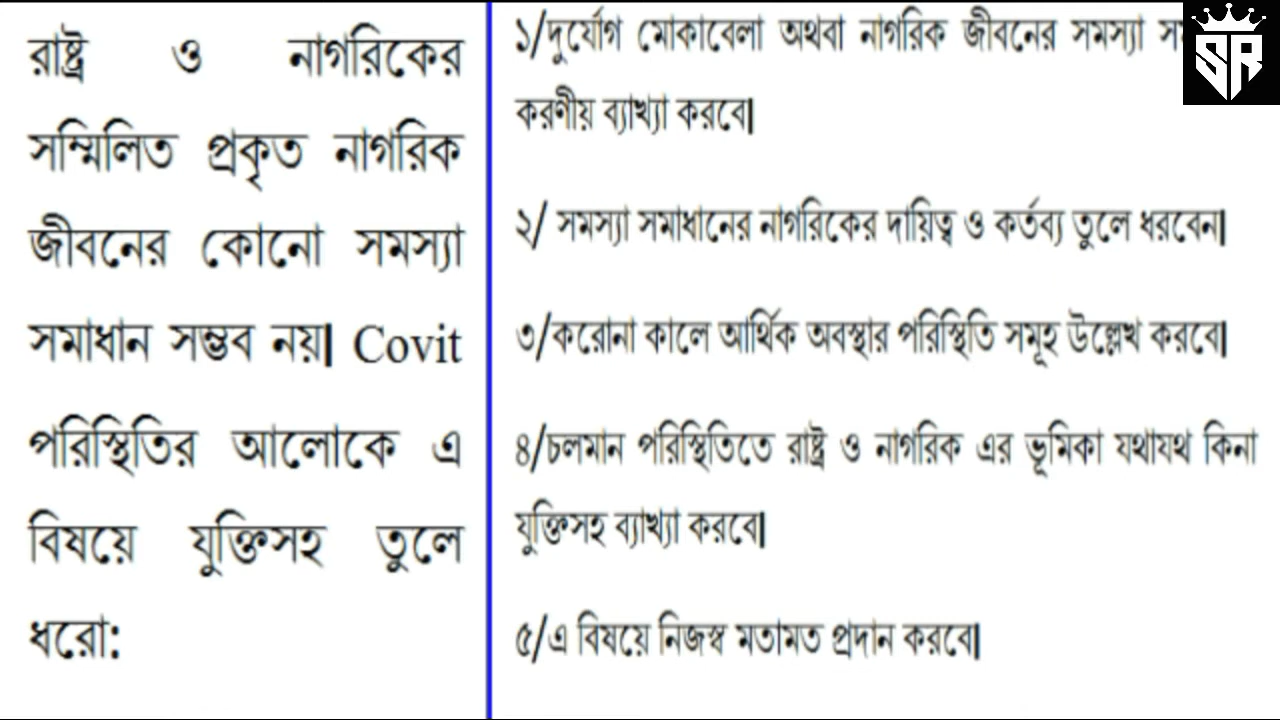 রাষ্ট্র ও নাগরিকের
সম্মিলিত প্রকৃত নাগরিক
জীবনের কোনো সমস্যা
সমাধান সম্ভব নয়| Covit
পরিস্থিতির আলোকে এ
বিষয়ে যুক্তিসহ তুলে
ধরো:
১/দুর্যোগ মোকাবেলা অথবা নাগরিক জীবনের সমস্যা
করণীয় ব্যাখ্যা করবে|
২/ সমস্যা সমাধানের নাগরিকের দায়িত্ব ও কর্তব্য তুলে ধরবেন|
৩/করোনা কালে আর্থিক অবস্থার পরিস্থিতি সমূহ উল্লেখ করবে|
৪/চলমান পরিস্থিতিতে রাষ্ট্র ও নাগরিক এর ভূমিকা যথাযথ কিনা
যুক্তিসহ ব্যাখ্যা করবে|
৫/এ বিষয়ে নিজস্ব মতামত প্রদান করবে|
SR